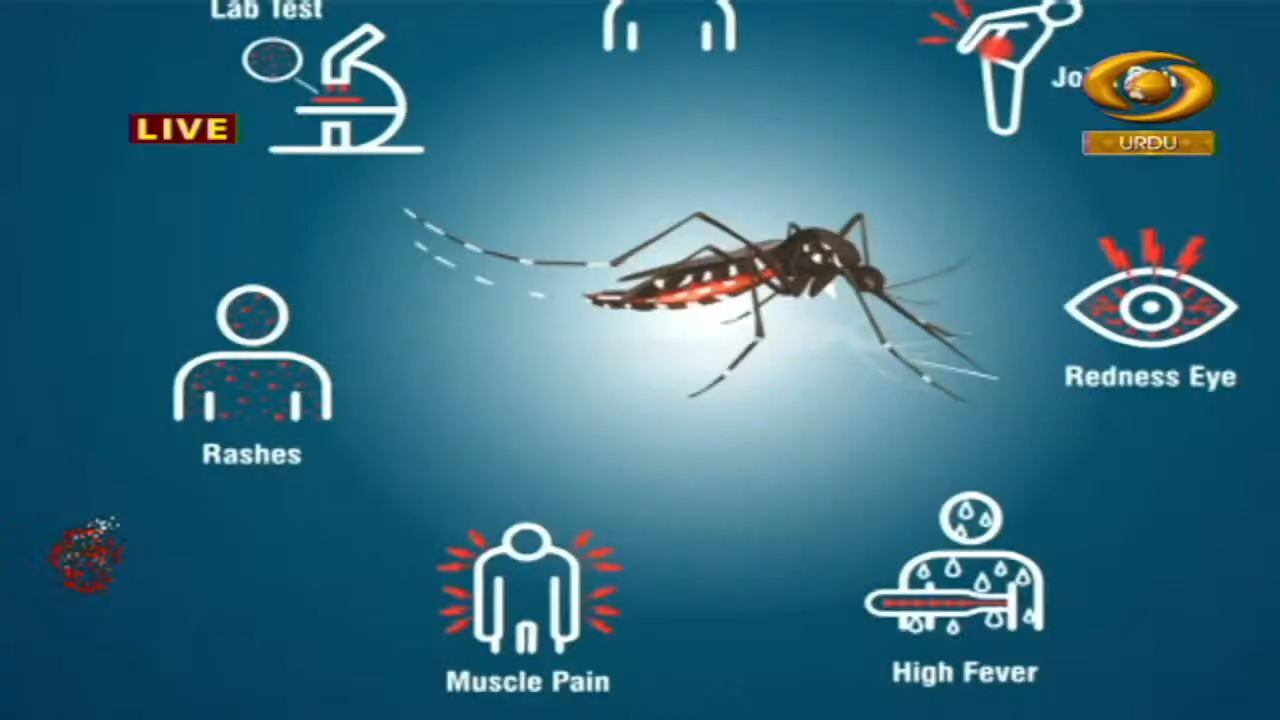 Lab Test
LIVE
URDU
Redness Eye
Rashes
Muscle Pain
High Fever